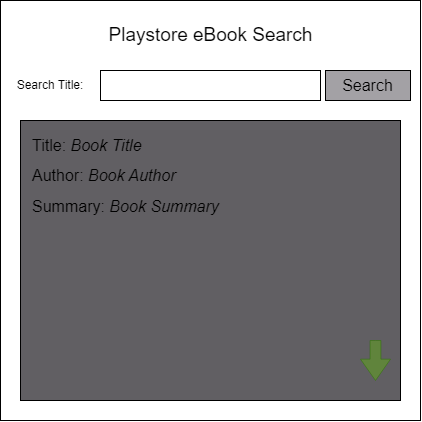 Playstore eBook Search
Search Title:
Search
Title: Book Title
Author: Book Author
Summary: Book Summary